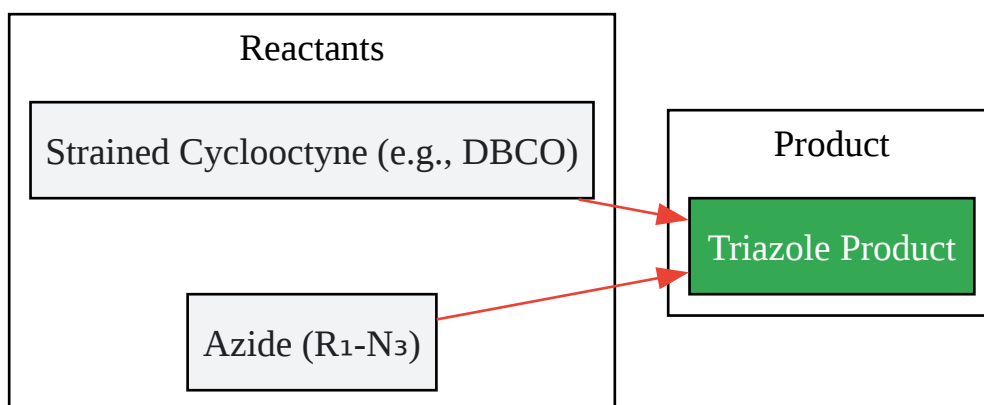 Reactants
Strained Cyclooctyne (e.g., DBCO)
Azide (R₁-N₃)
Product
Triazole Product